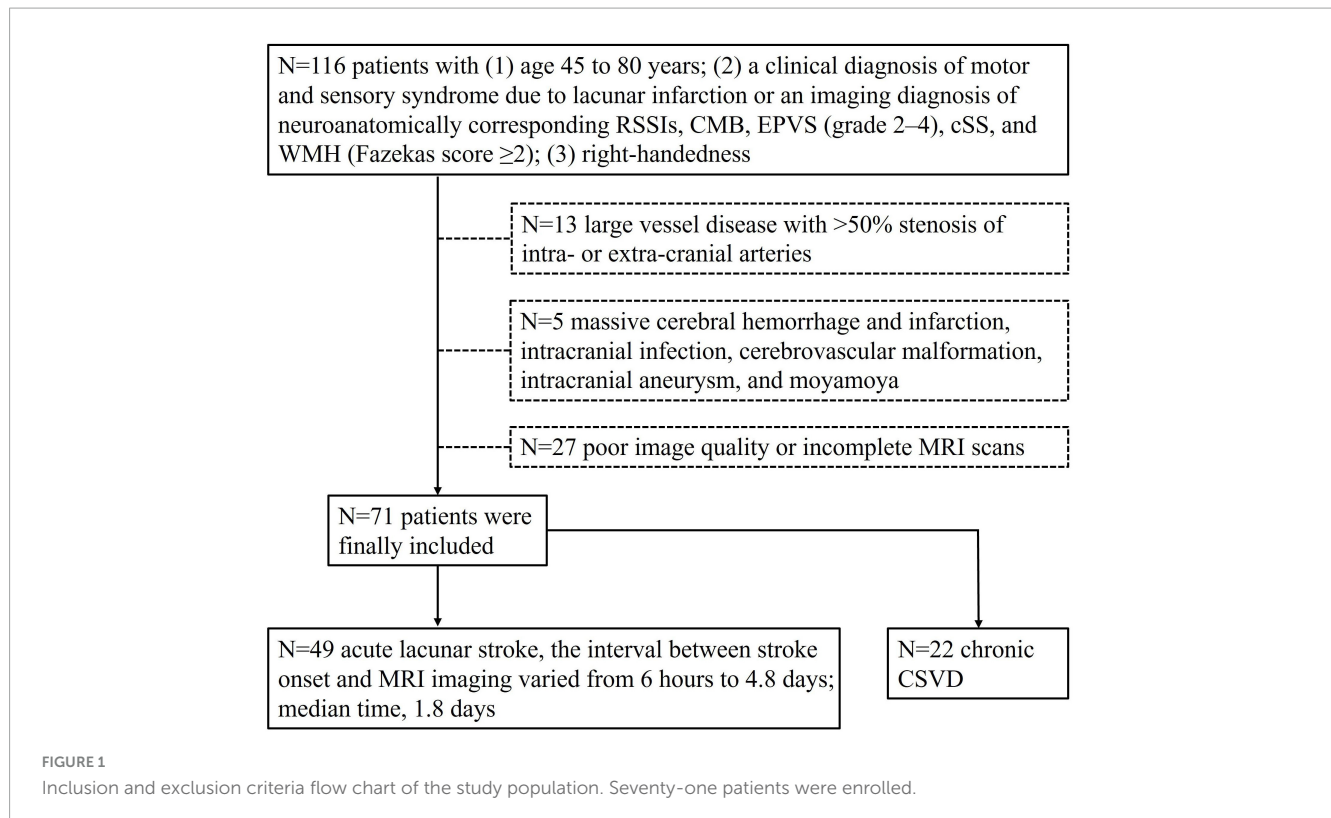 N=116 patients with (1) age 45 to 80 years; (2) a clinical diagnosis of motor
and sensory syndrome due to lacunar infarction or an imaging diagnosis of
neuroanatomically corresponding RSSIs, CMB, EPVS (grade 2–4), cSS, and
WMH (Fazekas score ≥2); (3) right-handedness
N=13 large vessel disease with >50% stenosis of
intra- or extra-cranial arteries
N=5 massive cerebral hemorrhage and infarction,
intracranial infection, cerebrovascular malformation,
intracranial aneurysm, and moyamoya
N=27 poor image quality or incomplete MRI scans
N=71 patients were
finally included
N=49 acute lacunar stroke, the interval between stroke
onset and MRI imaging varied from 6 hours to 4.8 days;
median time, 1.8 days
N=22 chronic
CSVD
FIGURE 1
Inclusion and exclusion criteria flow chart of the study population. Seventy-one patients were enrolled.